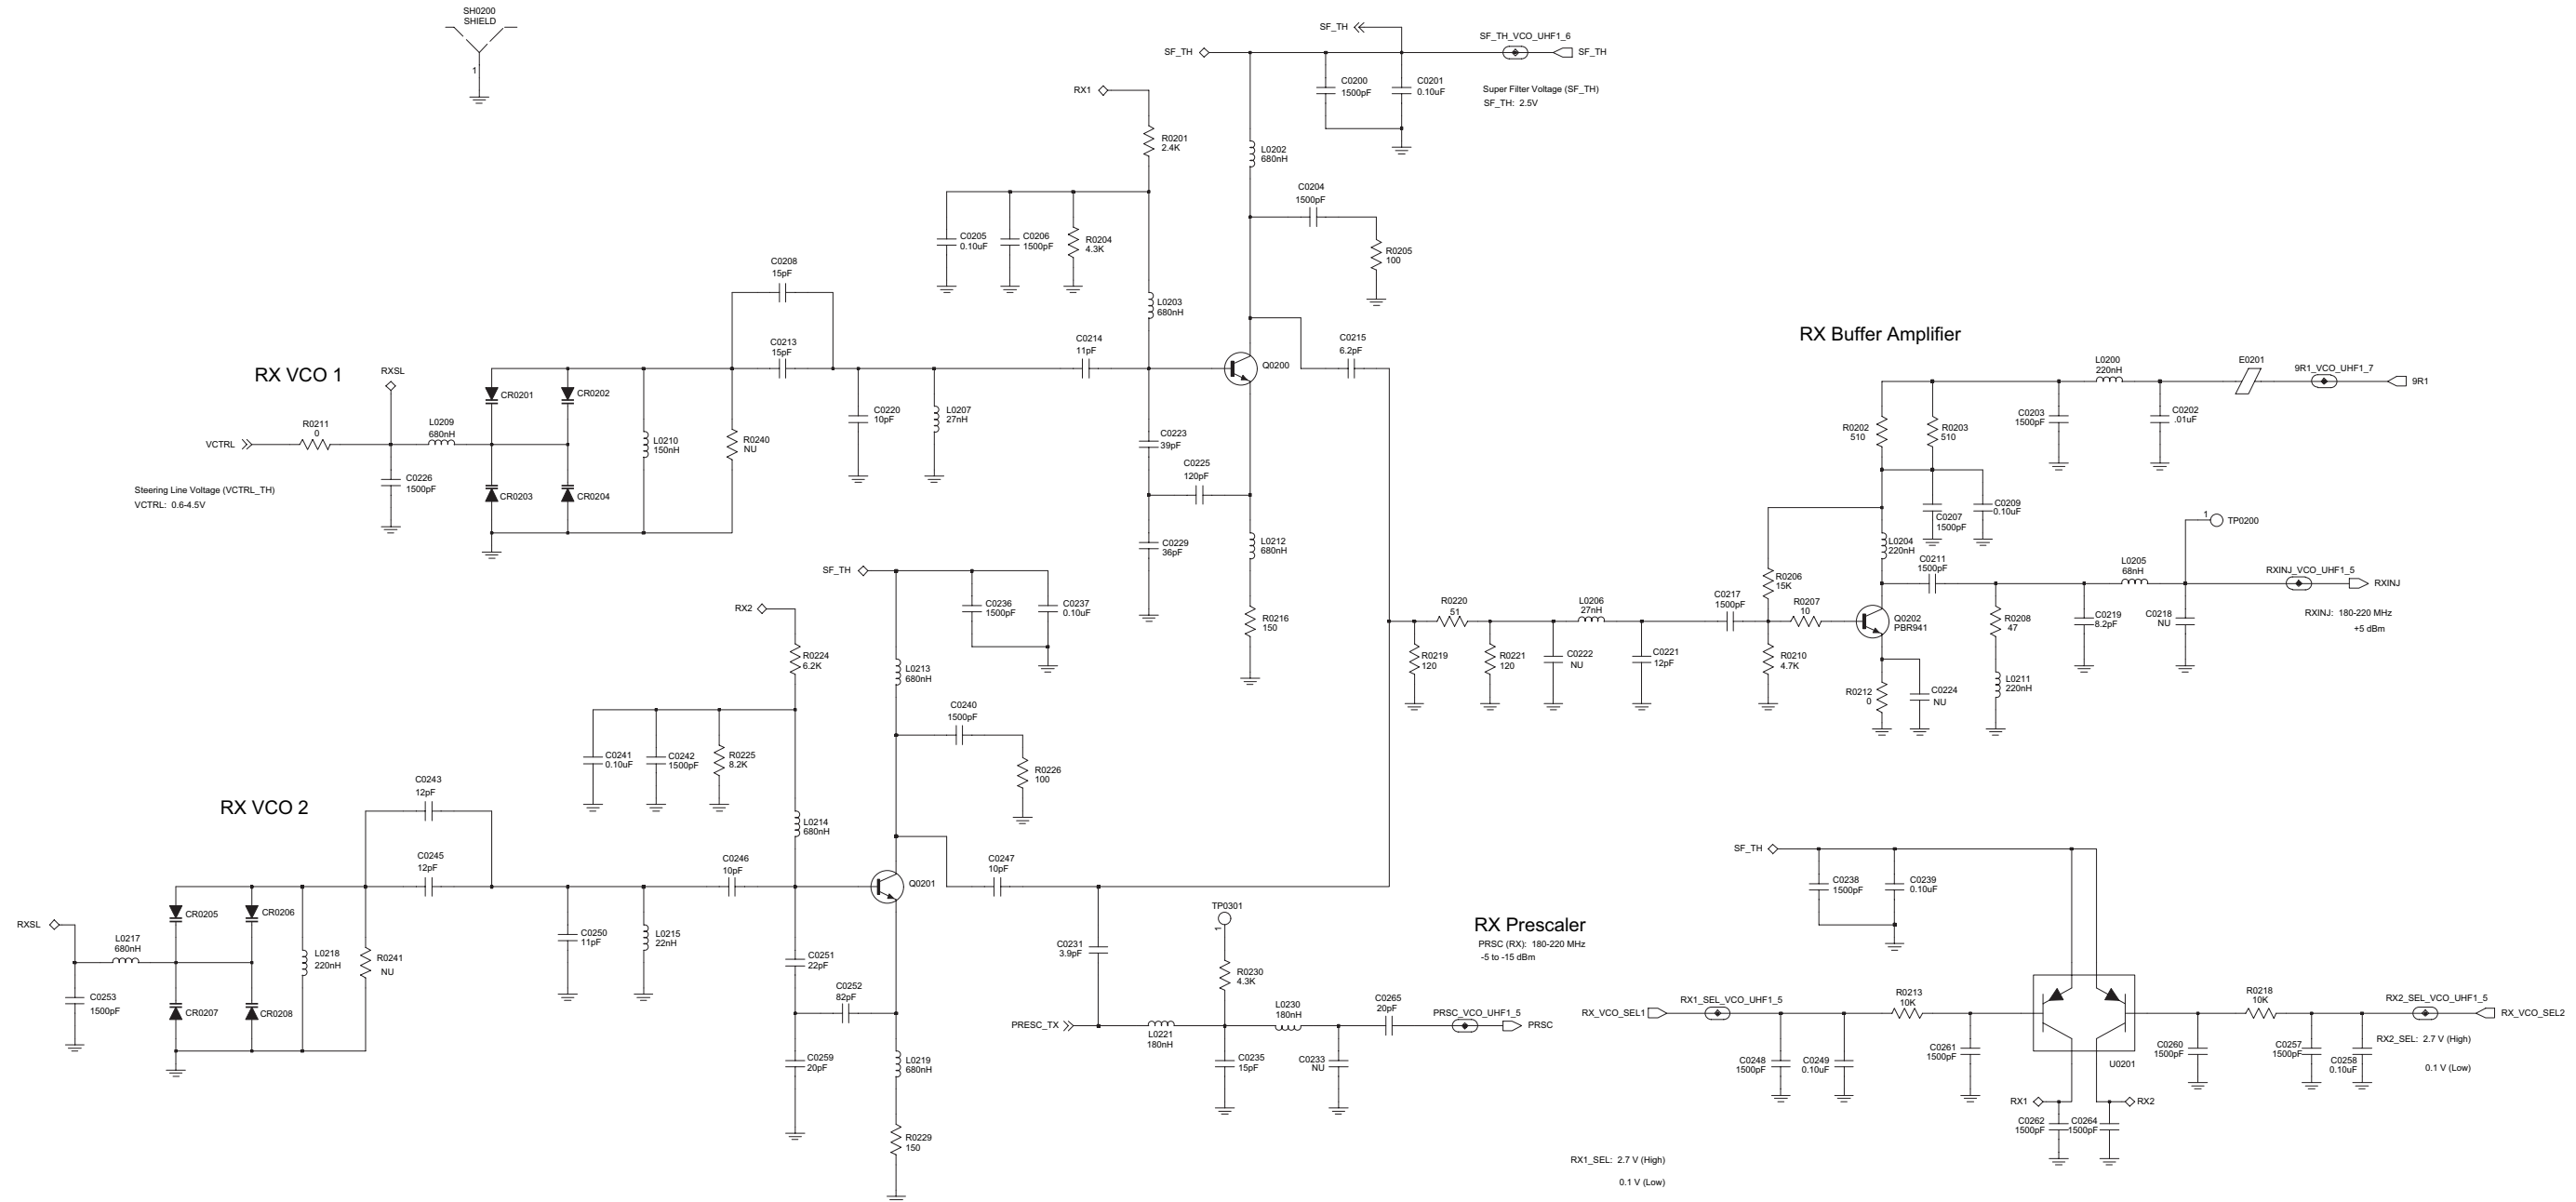 SH0200
SHIELD
1
SF_TH
SF_TH
SF_TH_VCO_UHF1_6
SF_TH
C0200
1500pF
C0201
0.10uF
Super Filter Voltage (SF_TH)
SF_TH: 2.5V
RX1
R0201
2.4K
L0202
680nH
C0204
1500pF
R0205
100
C0205
0.10uF
C0206
1500pF
R0204
4.3K
C0208
15pF
L0203
680nH
C0213
15pF
C0214
11pF
Q0200
C0215
6.2pF
RX VCO 1
RXSL
R0211
0
L0209
680nH
VCTRL
CR0201
CR0202
CR0203
CR0204
C0226
1500pF
Steering Line Voltage (VCTRL_TH)
VCTRL: 0.6-4.5V
L0210
150nH
R0240
NU
C0220
10pF
L0207
27nH
C0223
39pF
C0225
120pF
C0229
36pF
L0212
680nH
R0216
150
RX Buffer Amplifier
L0200
220nH
E0201
9R1_VCO_UHF1_7
9R1
R0202
510
R0203
510
C0203
1500pF
C0202
.01uF
C0207
1500pF
C0209
0.10uF
1
TP0200
L0204
220nH
C0211
1500pF
L0205
68nH
RXINJ_VCO_UHF1_5
RXINJ
RXINJ: 180-220 MHz
+5 dBm
R0206
15K
R0207
10
Q0202
PBR941
R0208
47
C0219
8.2pF
C0218
NU
R0220
51
L0206
27nH
C0217
1500pF
R0219
120
R0221
120
C0222
NU
C0221
12pF
R0210
4.7K
R0212
0
C0224
NU
L0211
220nH
SF_TH
C0236
1500pF
C0237
0.10uF
RX2
R0224
6.2K
L0213
680nH
C0240
1500pF
R0226
100
C0241
0.10uF
C0242
1500pF
R0225
8.2K
RX VCO 2
C0243
12pF
L0214
680nH
C0245
12pF
C0246
10pF
Q0201
C0247
10pF
RXSL
L0217
680nH
CR0205
CR0206
CR0207
CR0208
C0253
1500pF
L0218
220nH
R0241
NU
C0250
11pF
L0215
22nH
C0251
22pF
C0252
82pF
C0259
20pF
L0219
680nH
R0229
150
RX Prescaler
PRSC (RX): 180-220 MHz
-5 to -15 dBm
TP0301
1
C0231
3.9pF
R0230
4.3K
PRESC_TX
L0221
180nH
L0230
180nH
C0265
20pF
PRSC_VCO_UHF1_5
PRSC
C0235
15pF
C0233
NU
SF_TH
C0238
1500pF
C0239
0.10uF
RX_VCO_SEL1
RX1_SEL_VCO_UHF1_5
R0213
10K
R0218
10K
RX2_SEL_VCO_UHF1_5
RX_VCO_SEL2
C0248
1500pF
C0249
0.10uF
C0261
1500pF
U0201
C0260
1500pF
C0257
1500pF
C0258
0.10uF
RX2_SEL: 2.7 V (High)
0.1 V (Low)
RX1
RX2
C0262
1500pF
C0264
1500pF
RX1_SEL: 2.7 V (High)
0.1 V (Low)